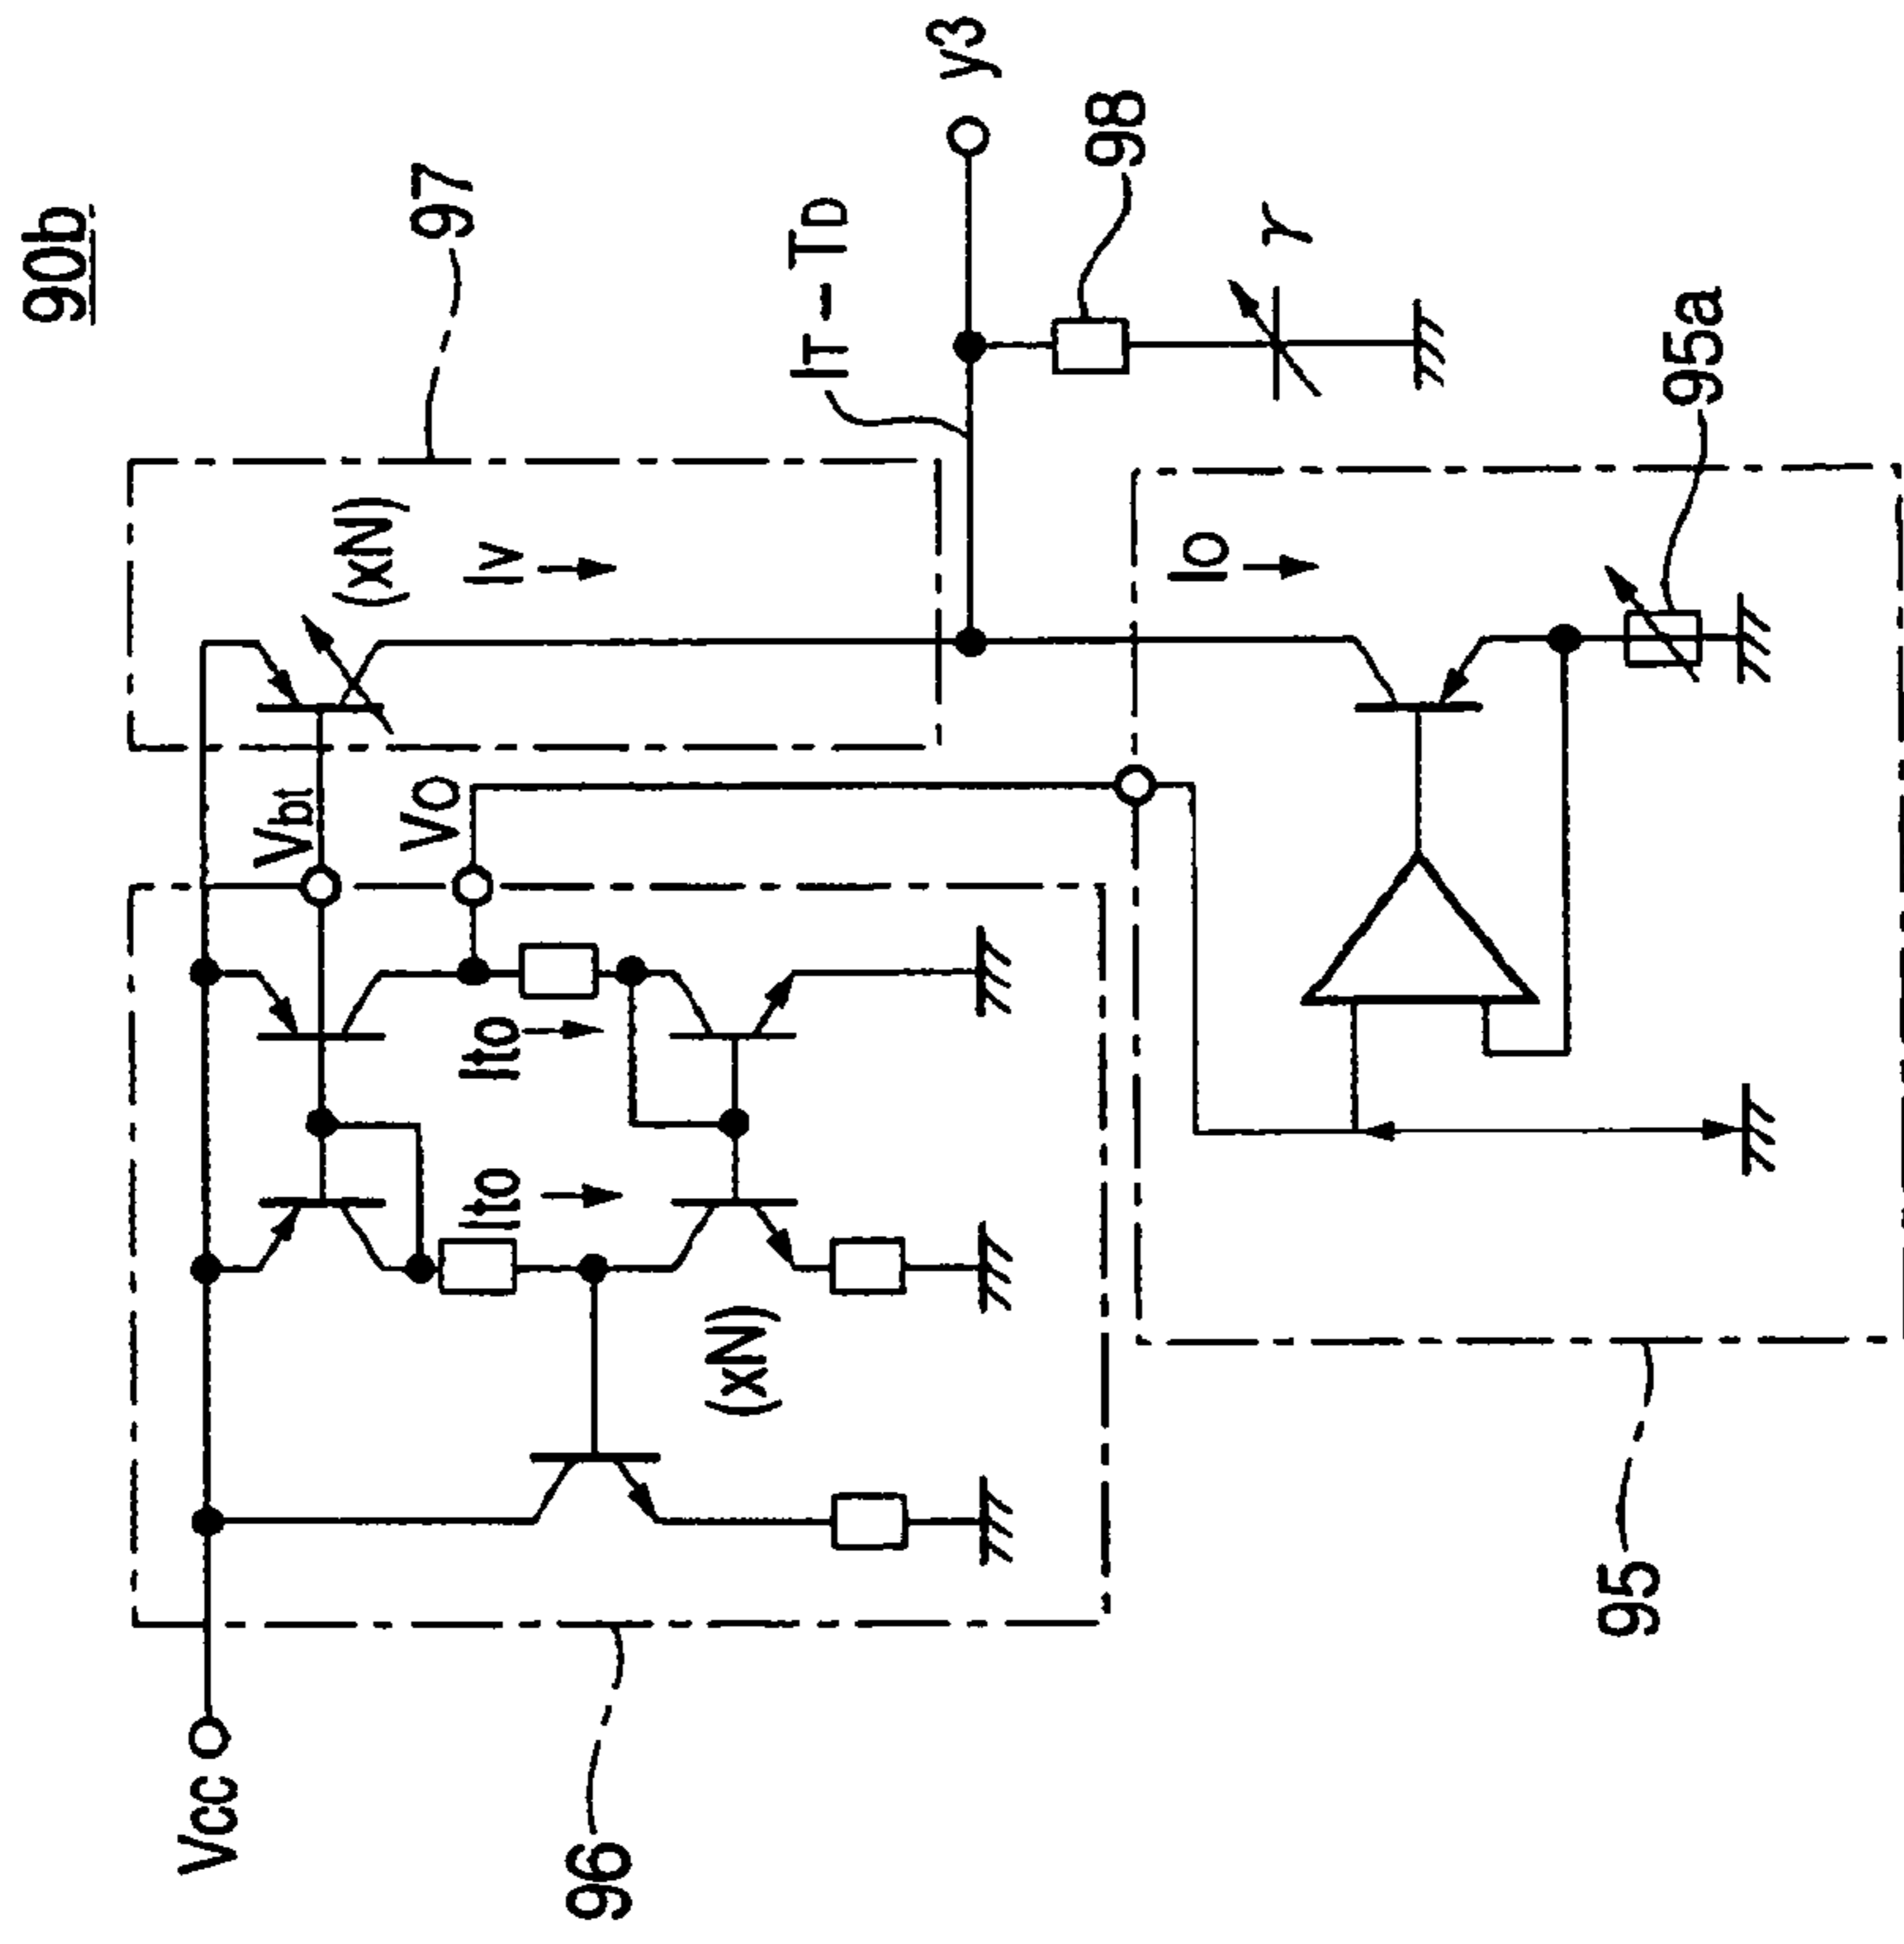 90b
Vcc
96
Vbt
VO
Ito
Ito
(xN)
97
(xN)
Iv
IT-TD
y3
98
γ
IO
95a
95